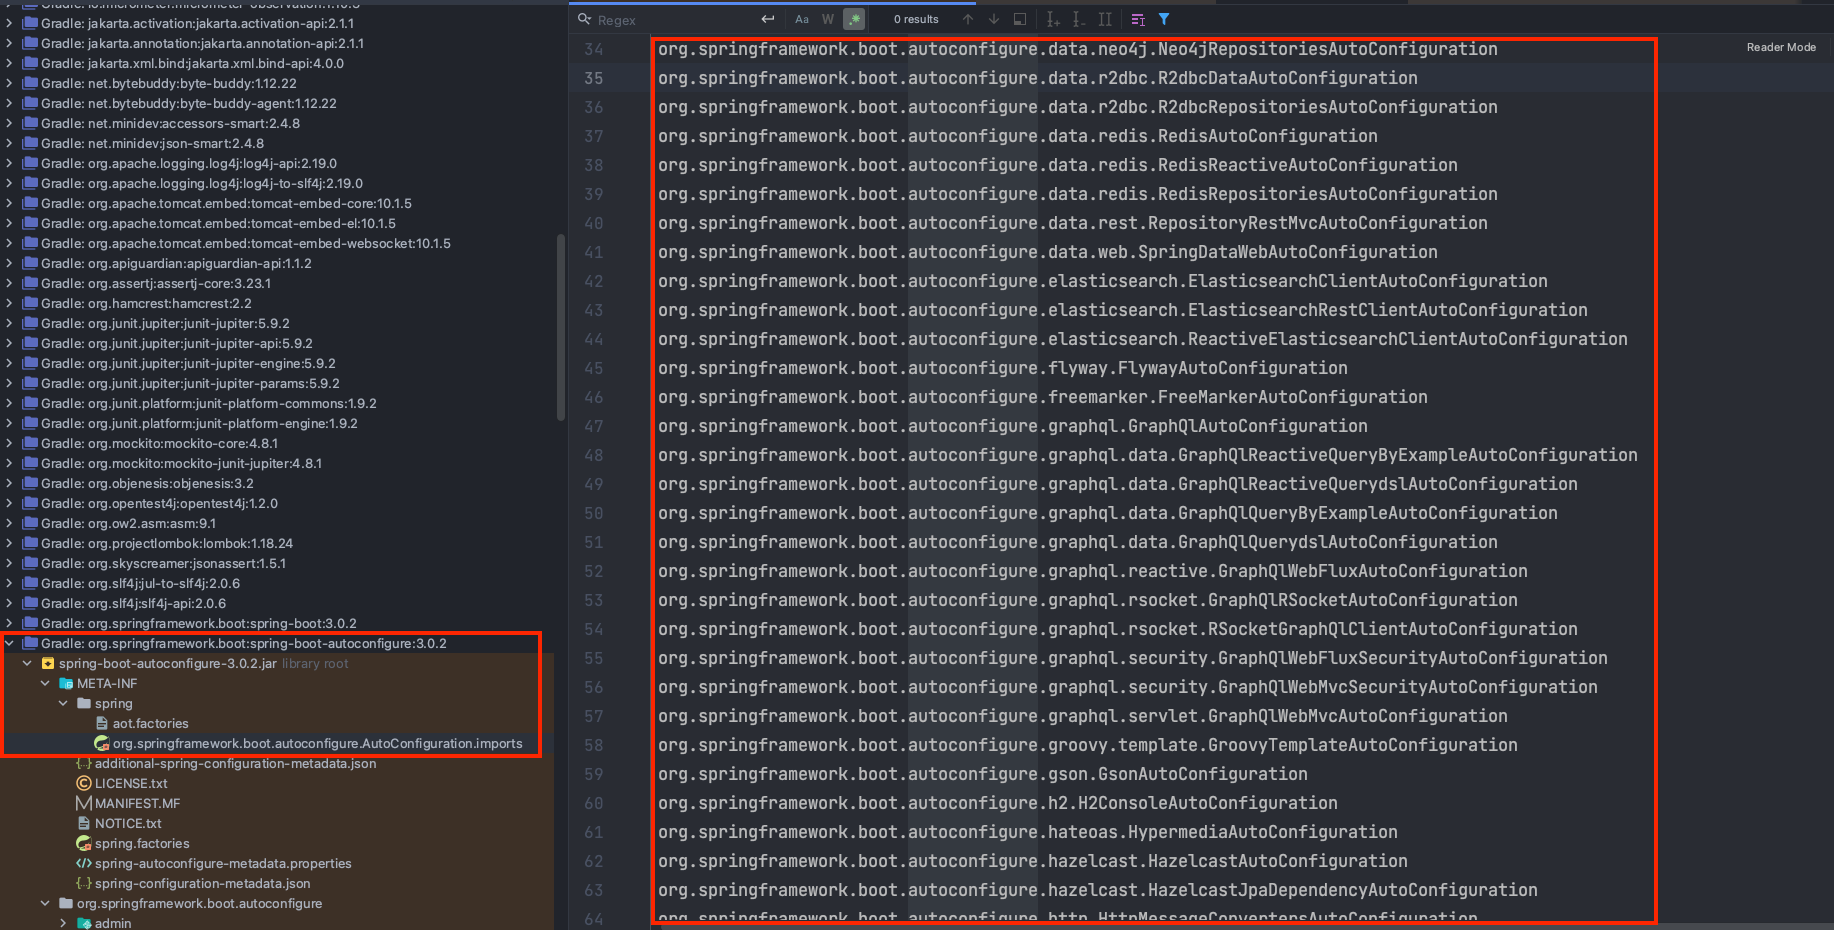 Gradle: io.micrometer:micrometer-observation:1.10.3
Gradle: jakarta.activation:jakarta.activation-api:2.1.1
Gradle: jakarta.annotation:jakarta.annotation-api:2.1.1
Gradle: jakarta.xml.bind:jakarta.xml.bind-api:4.0.0
Gradle: net.bytebuddy:byte-buddy:1.12.22
Gradle: net.bytebuddy:byte-buddy-agent:1.12.22
Gradle: net.minidev:accessors-smart:2.4.8
Gradle: net.minidev:json-smart:2.4.8
Gradle: org.apache.logging.log4j:log4j-api:2.19.0
Gradle: org.apache.logging.log4j:log4j-to-slf4j:2.19.0
Gradle: org.apache.tomcat.embed:tomcat-embed-core:10.1.5
Gradle: org.apache.tomcat.embed:tomcat-embed-el:10.1.5
Gradle: org.apache.tomcat.embed:tomcat-embed-websocket:10.1.5
Gradle: org.apiguardian:apiguardian-api:1.1.2
Gradle: org.assertj:assertj-core:3.23.1
Gradle: org.hamcrest:hamcrest:2.2
Gradle: org.junit.jupiter:junit-jupiter:5.9.2
Gradle: org.junit.jupiter:junit-jupiter-api:5.9.2
Gradle: org.junit.jupiter:junit-jupiter-engine:5.9.2
Gradle: org.junit.jupiter:junit-jupiter-params:5.9.2
Gradle: org.junit.platform:junit-platform-commons:1.9.2
Gradle: org.junit.platform:junit-platform-engine:1.9.2
Gradle: org.mockito:mockito-core:4.8.1
Gradle: org.mockito:mockito-junit-jupiter:4.8.1
Gradle: org.objenesis:objenesis:3.2
Gradle: org.opentest4j:opentest4j:1.2.0
Gradle: org.ow2.asm:asm:9.1
Gradle: org.projectlombok:lombok:1.18.24
Gradle: org.skyscreamer:jsonassert:1.5.1
Gradle: org.slf4j:jul-to-slf4j:2.0.6
Gradle: org.slf4j:slf4j-api:2.0.6
Gradle: org.springframework.boot:spring-boot:3.0.2
Gradle: org.springframework.boot:spring-boot-autoconfigure:3.0.2
spring-boot-autoconfigure-3.0.2.jar library root
META-INF
spring
aot.factories
org.springframework.boot.autoconfigure.AutoConfiguration.imports
additional-spring-configuration-metadata.json
LICENSE.txt
MANIFEST.MF
NOTICE.txt
spring.factories
spring-autoconfigure-metadata.properties
spring-configuration-metadata.json
org.springframework.boot.autoconfigure
admin
Regex Aa W .* 0 results
Reader Mode
34 org.springframework.boot.autoconfigure.data.neo4j.Neo4jRepositoriesAutoConfiguration
35 org.springframework.boot.autoconfigure.data.r2dbc.R2dbcDataAutoConfiguration
36 org.springframework.boot.autoconfigure.data.r2dbc.R2dbcRepositoriesAutoConfiguration
37 org.springframework.boot.autoconfigure.data.redis.RedisAutoConfiguration
38 org.springframework.boot.autoconfigure.data.redis.RedisReactiveAutoConfiguration
39 org.springframework.boot.autoconfigure.data.redis.RedisRepositoriesAutoConfiguration
40 org.springframework.boot.autoconfigure.data.rest.RepositoryRestMvcAutoConfiguration
41 org.springframework.boot.autoconfigure.data.web.SpringDataWebAutoConfiguration
42 org.springframework.boot.autoconfigure.elasticsearch.ElasticsearchClientAutoConfiguration
43 org.springframework.boot.autoconfigure.elasticsearch.ElasticsearchRestClientAutoConfiguration
44 org.springframework.boot.autoconfigure.elasticsearch.ReactiveElasticsearchClientAutoConfiguration
45 org.springframework.boot.autoconfigure.flyway.FlywayAutoConfiguration
46 org.springframework.boot.autoconfigure.freemarker.FreeMarkerAutoConfiguration
47 org.springframework.boot.autoconfigure.graphql.GraphQlAutoConfiguration
48 org.springframework.boot.autoconfigure.graphql.data.GraphQlReactiveQueryByExampleAutoConfiguration
49 org.springframework.boot.autoconfigure.graphql.data.GraphQlReactiveQuerydslAutoConfiguration
50 org.springframework.boot.autoconfigure.graphql.data.GraphQlQueryByExampleAutoConfiguration
51 org.springframework.boot.autoconfigure.graphql.data.GraphQlQuerydslAutoConfiguration
52 org.springframework.boot.autoconfigure.graphql.reactive.GraphQlWebFluxAutoConfiguration
53 org.springframework.boot.autoconfigure.graphql.rsocket.GraphQlRSocketAutoConfiguration
54 org.springframework.boot.autoconfigure.graphql.rsocket.RSocketGraphQlClientAutoConfiguration
55 org.springframework.boot.autoconfigure.graphql.security.GraphQlWebFluxSecurityAutoConfiguration
56 org.springframework.boot.autoconfigure.graphql.security.GraphQlWebMvcSecurityAutoConfiguration
57 org.springframework.boot.autoconfigure.graphql.servlet.GraphQlWebMvcAutoConfiguration
58 org.springframework.boot.autoconfigure.groovy.template.GroovyTemplateAutoConfiguration
59 org.springframework.boot.autoconfigure.gson.GsonAutoConfiguration
60 org.springframework.boot.autoconfigure.h2.H2ConsoleAutoConfiguration
61 org.springframework.boot.autoconfigure.hateoas.HypermediaAutoConfiguration
62 org.springframework.boot.autoconfigure.hazelcast.HazelcastAutoConfiguration
63 org.springframework.boot.autoconfigure.hazelcast.HazelcastJpaDependencyAutoConfiguration
64 org.springframework.boot.autoconfigure.http.HttpMessageConvertersAutoConfiguration